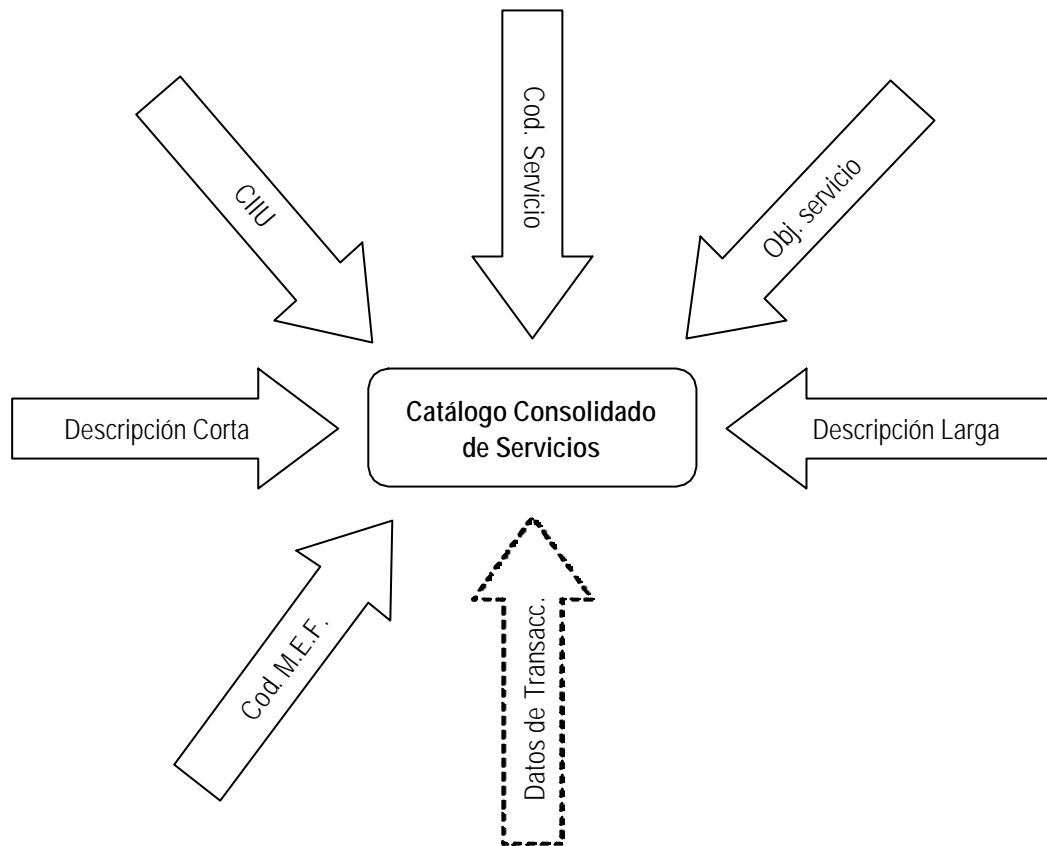 Cod. Servicio
CIIU
Obj. servicio
Descripción Corta
Catálogo Consolidado
de Servicios
Descripción Larga
Cod. M.E.F.
Datos de Transacc.